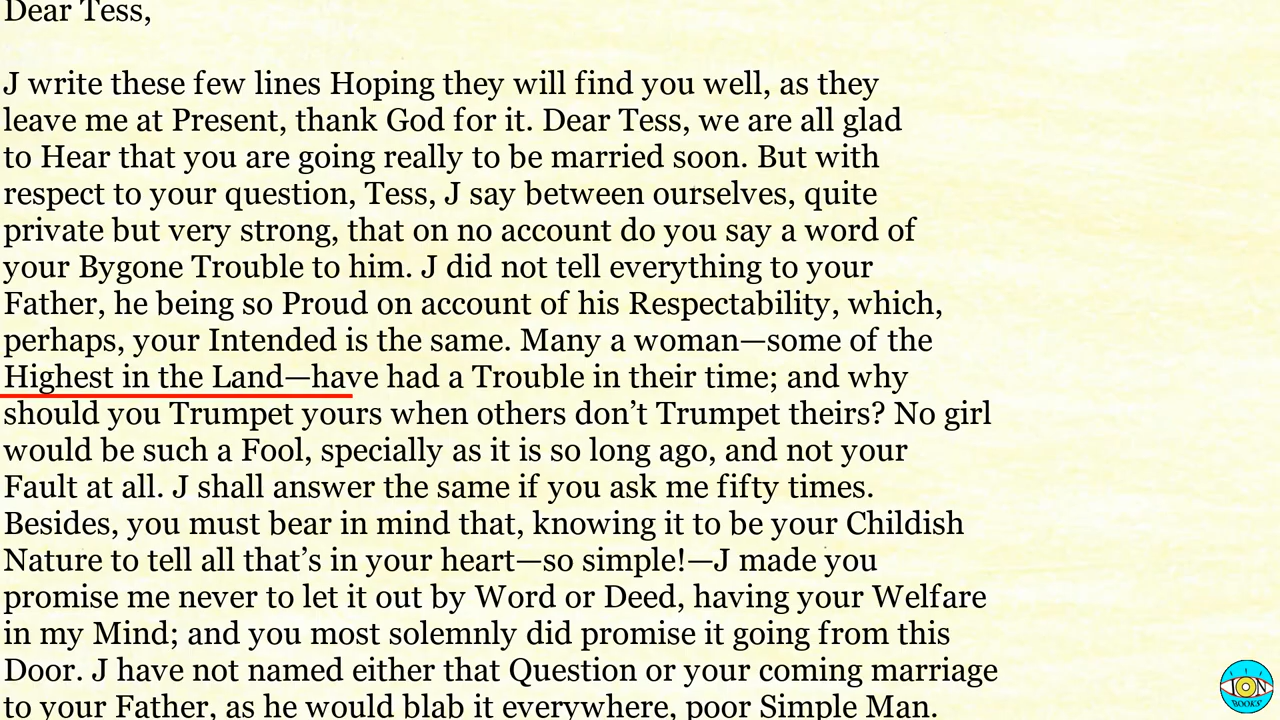 Dear Tess,
J write these few lines Hoping they will find you well, as they
leave me at Present, thank God for it. Dear Tess, we are all glad
to Hear that you are going really to be married soon. But with
respect to your question, Tess, J say between ourselves, quite
private but very strong, that on no account do you say a word of
your Bygone Trouble to him. J did not tell everything to your
Father, he being so Proud on account of his Respectability, which,
perhaps, your Intended is the same. Many a woman—some of the
Highest in the Land—have had a Trouble in their time; and why
should you Trumpet yours when others don’t Trumpet theirs? No girl
would be such a Fool, specially as it is so long ago, and not your
Fault at all. J shall answer the same if you ask me fifty times.
Besides, you must bear in mind that, knowing it to be your Childish
Nature to tell all that’s in your heart—so simple!—J made you
promise me never to let it out by Word or Deed, having your Welfare
in my Mind; and you most solemnly did promise it going from this
Door. J have not named either that Question or your coming marriage
to your Father, as he would blab it everywhere, poor Simple Man.
ION
BOOKS